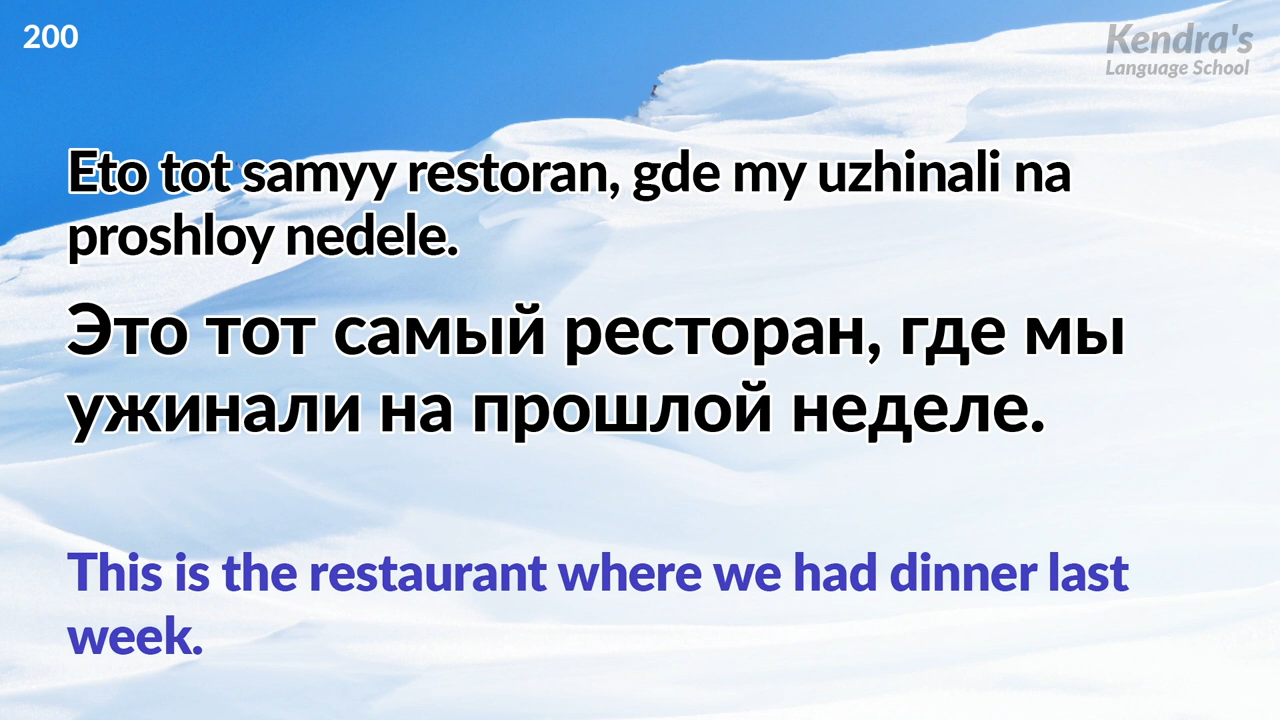 200
Kendra's
Language School
Eto tot samyy restoran, gde my uzhinali na
proshloy nedele.
Это тот самый ресторан, где мы
ужинали на прошлой неделе.
This is the restaurant where we had dinner last
week.